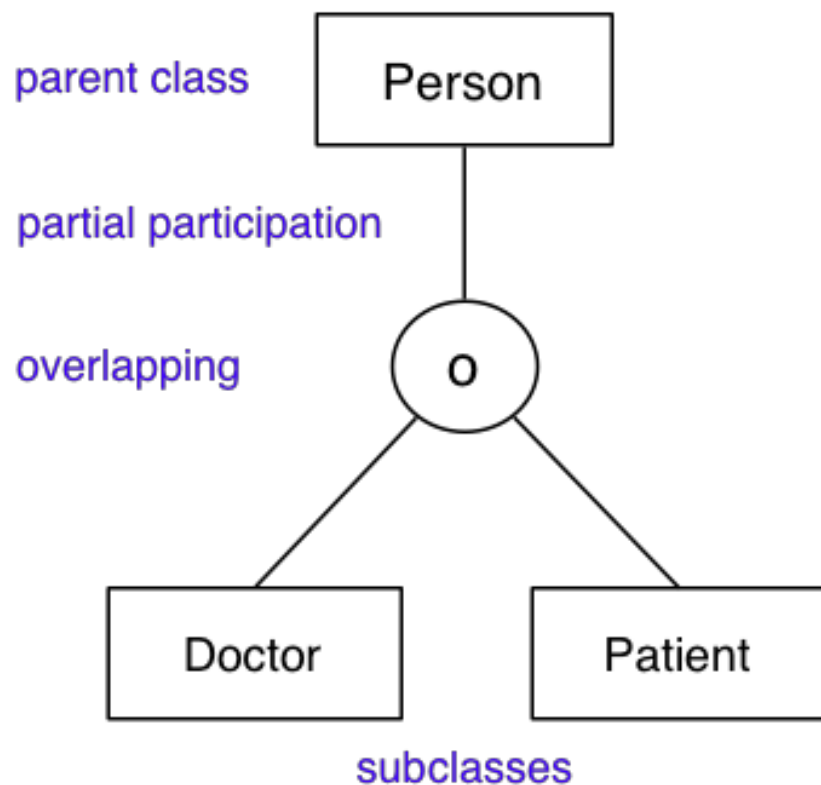 parent class
Person
partial participation
overlapping
o
Doctor
Patient
subclasses